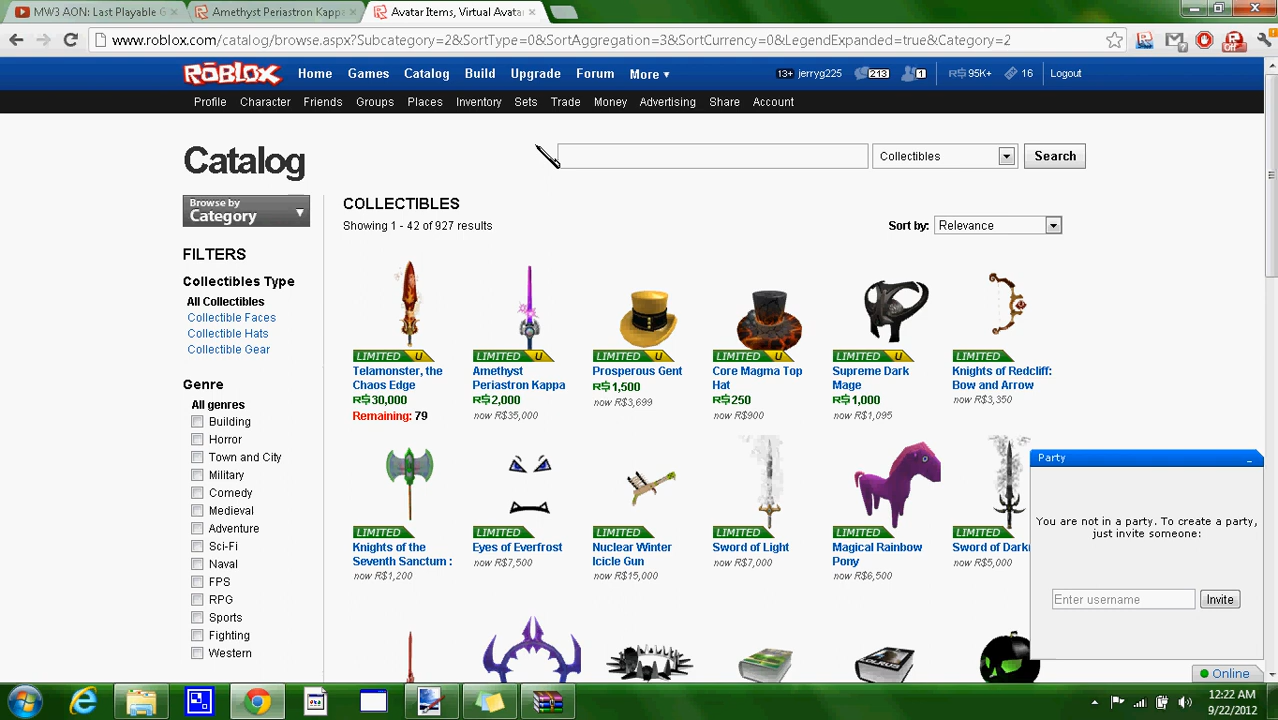 MW3 AON: Last Playable G
Amethyst Periastron Kappa
Avatar Items, Virtual Avatar
www.roblox.com/catalog/browse.aspx?Subcategory=2&SortType=0&SortAggregation=3&SortCurrency=0&LegendExpanded=true&Category=2
ROBLOX Home Games Catalog Build Upgrade Forum More ▾ 13+ jerryg225 213 1 R$ 95K+ 16 Logout
Profile Character Friends Groups Places Inventory Sets Trade Money Advertising Share Account
Catalog
Collectibles
Search
Browse by
Category
COLLECTIBLES
Showing 1 - 42 of 927 results
Sort by: Relevance
FILTERS
Collectibles Type
All Collectibles
Collectible Faces
Collectible Hats
Collectible Gear
Genre
All genres
Building
Horror
Town and City
Military
Comedy
Medieval
Adventure
Sci-Fi
Naval
FPS
RPG
Sports
Fighting
Western
LIMITED U
Telamonster, the
Chaos Edge
R$30,000
Remaining: 79
LIMITED U
Amethyst
Periastron Kappa
R$2,000
now R$35,000
LIMITED U
Prosperous Gent
R$1,500
now R$3,699
LIMITED U
Core Magma Top
Hat
R$250
now R$900
LIMITED U
Supreme Dark
Mage
R$1,000
now R$1,095
LIMITED
Knights of Redcliff:
Bow and Arrow
now R$3,350
LIMITED
Knights of the
Seventh Sanctum :
now R$1,200
LIMITED
Eyes of Everfrost
now R$7,500
LIMITED
Nuclear Winter
Icicle Gun
now R$15,000
LIMITED
Sword of Light
now R$7,000
LIMITED
Magical Rainbow
Pony
now R$6,500
LIMITED
Sword of Dark
now R$5,000
Party
You are not in a party. To create a party,
just invite someone:
Enter username
Invite
Online
12:22 AM
9/22/2012